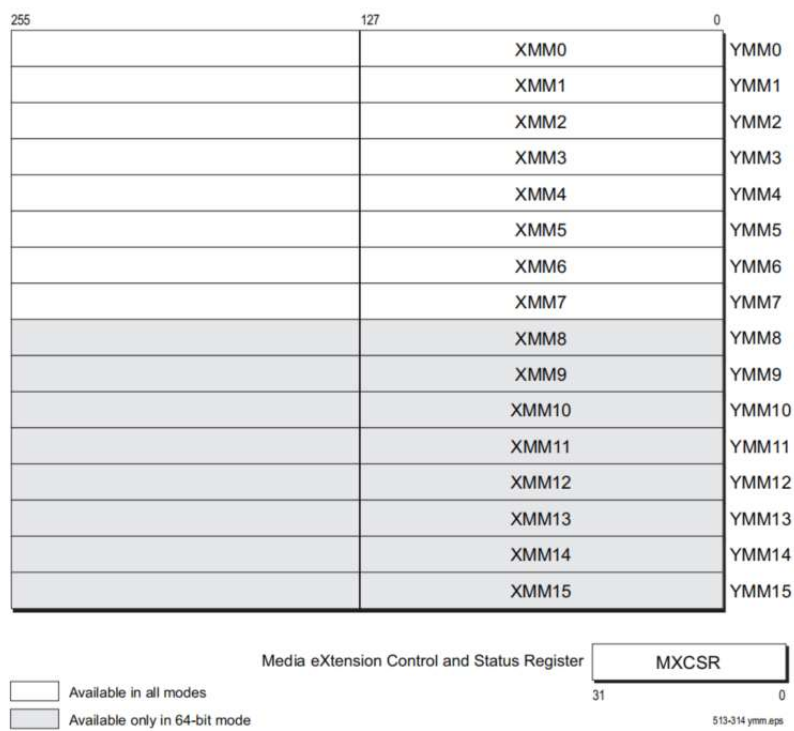 255 127 0
XMM0 YMM0
XMM1 YMM1
XMM2 YMM2
XMM3 YMM3
XMM4 YMM4
XMM5 YMM5
XMM6 YMM6
XMM7 YMM7
XMM8 YMM8
XMM9 YMM9
XMM10 YMM10
XMM11 YMM11
XMM12 YMM12
XMM13 YMM13
XMM14 YMM14
XMM15 YMM15
Media eXtension Control and Status Register MXCSR
Available in all modes
31 0
Available only in 64-bit mode
513-314 ymm.eps